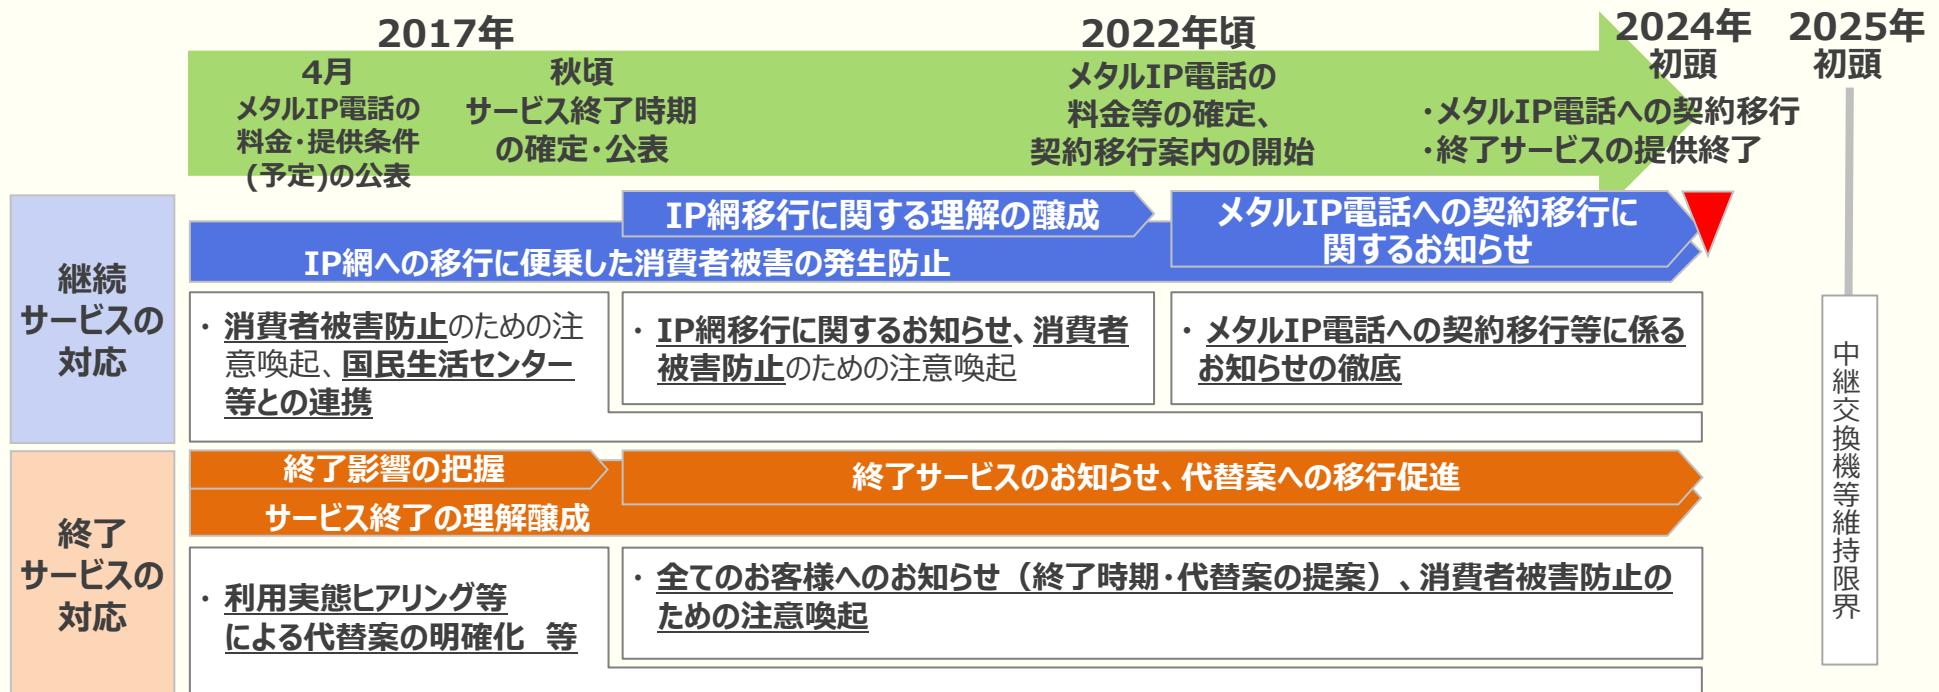 2017年
2022年頃
2024年
初頭
2025年
初頭
4月
メタルIP電話の
料金・提供条件
(予定)の公表
秋頃
サービス終了時期
の確定・公表
メタルIP電話の
料金等の確定、
契約移行案内の開始
・メタルIP電話への契約移行
・終了サービスの提供終了
継続
サービスの
対応
IP網移行に関する理解の醸成
メタルIP電話への契約移行に
関するお知らせ
IP網への移行に便乗した消費者被害の発生防止
・消費者被害防止のための注
意喚起、国民生活センター
等との連携
・IP網移行に関するお知らせ、消費者
被害防止のための注意喚起
・メタルIP電話への契約移行等に係る
お知らせの徹底
終了
サービスの
対応
終了影響の把握
終了サービスのお知らせ、代替案への移行促進
サービス終了の理解醸成
・利用実態ヒアリング等
による代替案の明確化　等
・全てのお客様へのお知らせ（終了時期・代替案の提案）、消費者被害防止の
ための注意喚起
中継交換機等維持限界